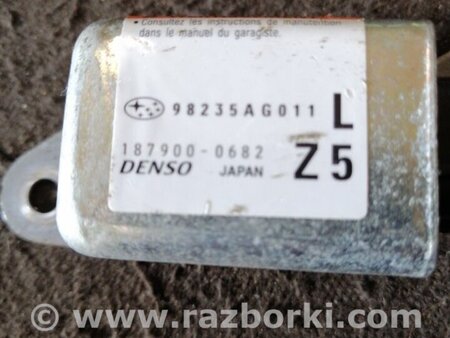 • Consultez les instructions de manutention
dans le manuel du garagiste.
98235AG011 L
187900-0682
DENSO JAPAN Z5
www.razborki.com